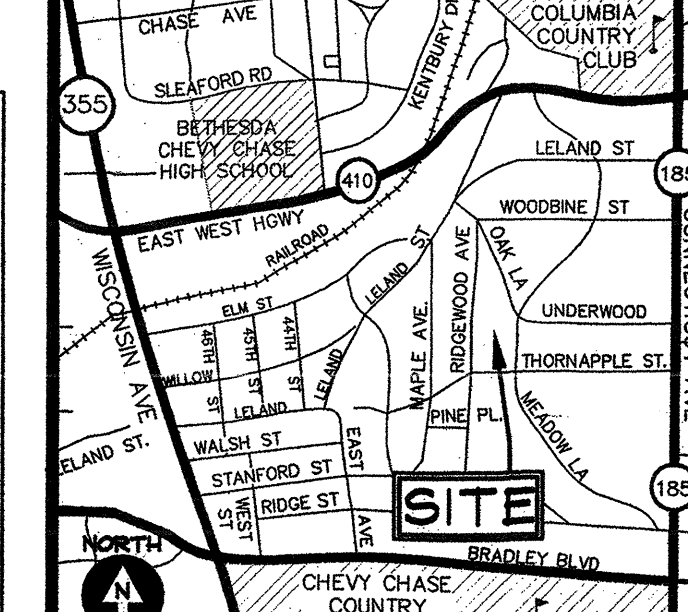 CHASE AVE
KENTBURY DR
COLUMBIA
COUNTRY
CLUB
SLEAFORD RD
355
BETHESDA
CHEVY CHASE
HIGH SCHOOL
410
LELAND ST
185
EAST WEST HGWY
WOODBINE ST
RAILROAD
LELAND ST
OAK LA
WISCONSIN AVE
ELM ST
UNDERWOOD
46TH ST
45TH ST
44TH ST
MAPLE AVE.
RIDGEWOOD AVE
THORNAPPLE ST.
WILLOW
LELAND
LELAND
PINE PL.
MEADOW LA
WALSH ST
EAST AVE
LELAND ST.
STANFORD ST
SITE
185
WEST ST
RIDGE ST
NORTH
N
BRADLEY BLVD
CHEVY CHASE
COUNTRY